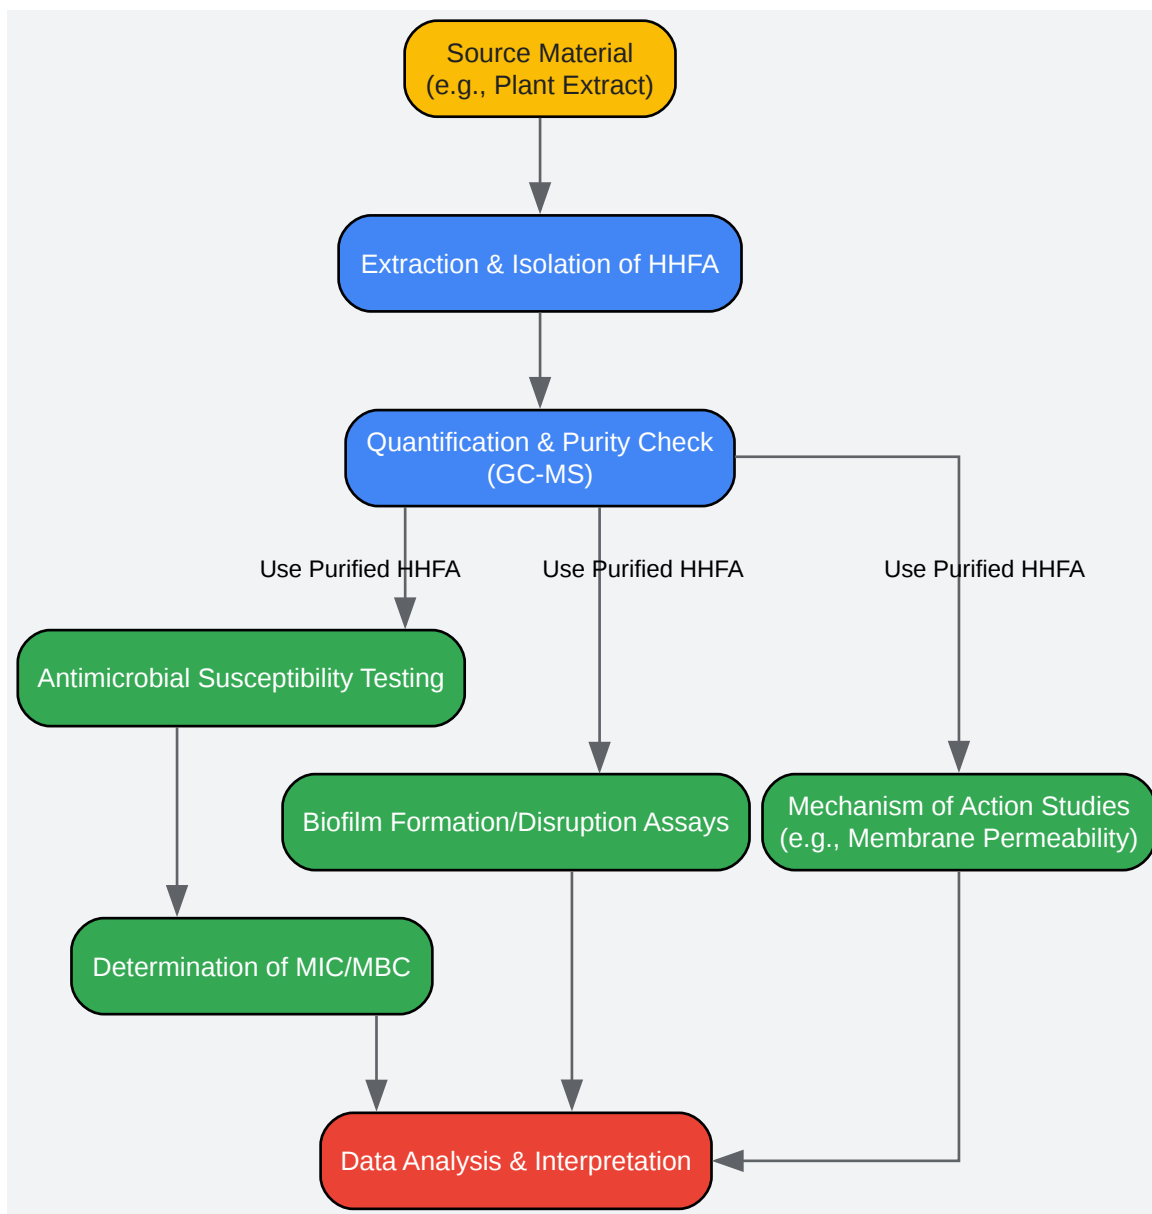 Source Material
(e.g., Plant Extract)
Extraction & Isolation of HHFA
Quantification & Purity Check
(GC-MS)
Use Purified HHFA
Use Purified HHFA
Use Purified HHFA
Antimicrobial Susceptibility Testing
Biofilm Formation/Disruption Assays
Mechanism of Action Studies
(e.g., Membrane Permeability)
Determination of MIC/MBC
Data Analysis & Interpretation